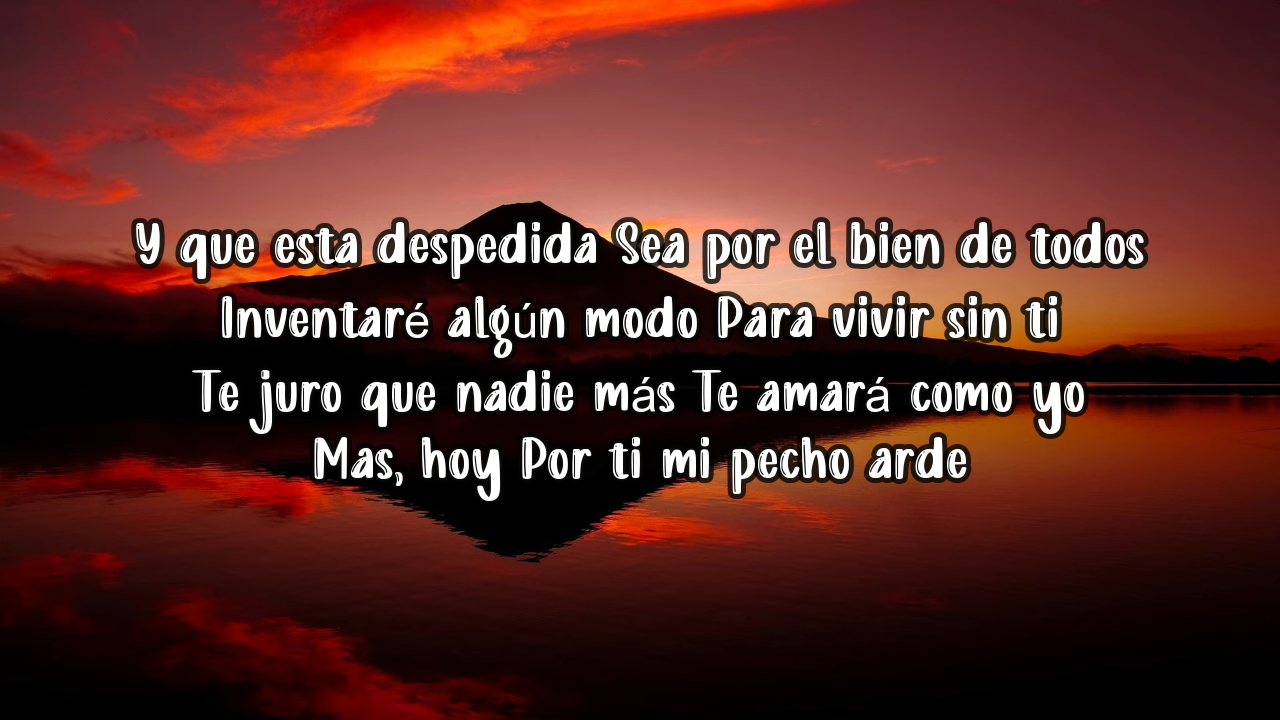 Y que esta despedida Sea por el bien de todos
Inventaré algún modo Para vivir sin ti
Te juro que nadie más Te amará como yo
Mas, hoy Por ti mi pecho arde